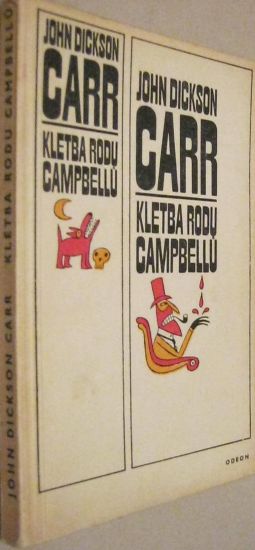 JOHN DICKSON CARR KLETBA RODU CAMPBELLŮ
JOHN DICKSON
CARR
KLETBA RODU
CAMPBELLŮ
JOHN DICKSON
CARR
KLETBA RODU
CAMPBELLŮ
ODEON